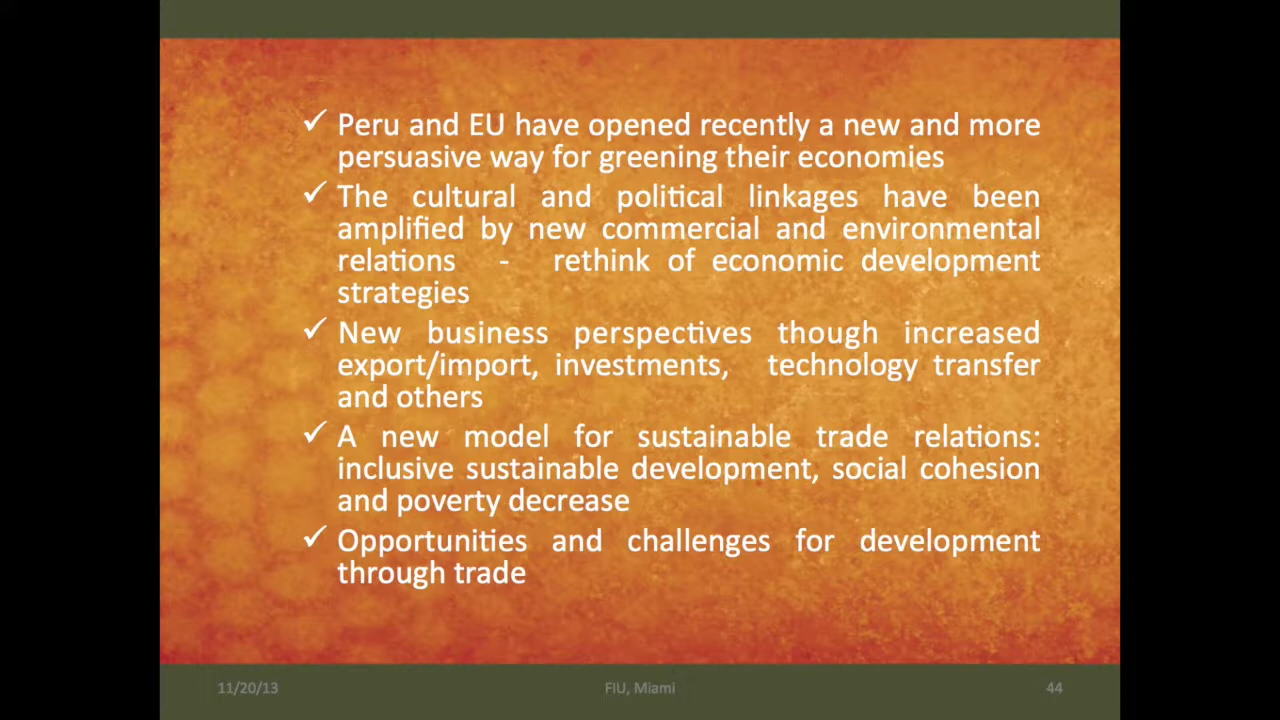 ✓ Peru and EU have opened recently a new and more
persuasive way for greening their economies
✓ The cultural and political linkages have been
amplified by new commercial and environmental
relations - rethink of economic development
strategies
✓ New business perspectives though increased
export/import, investments, technology transfer
and others
✓ A new model for sustainable trade relations:
inclusive sustainable development, social cohesion
and poverty decrease
✓ Opportunities and challenges for development
through trade
11/20/13
FIU, Miami
44